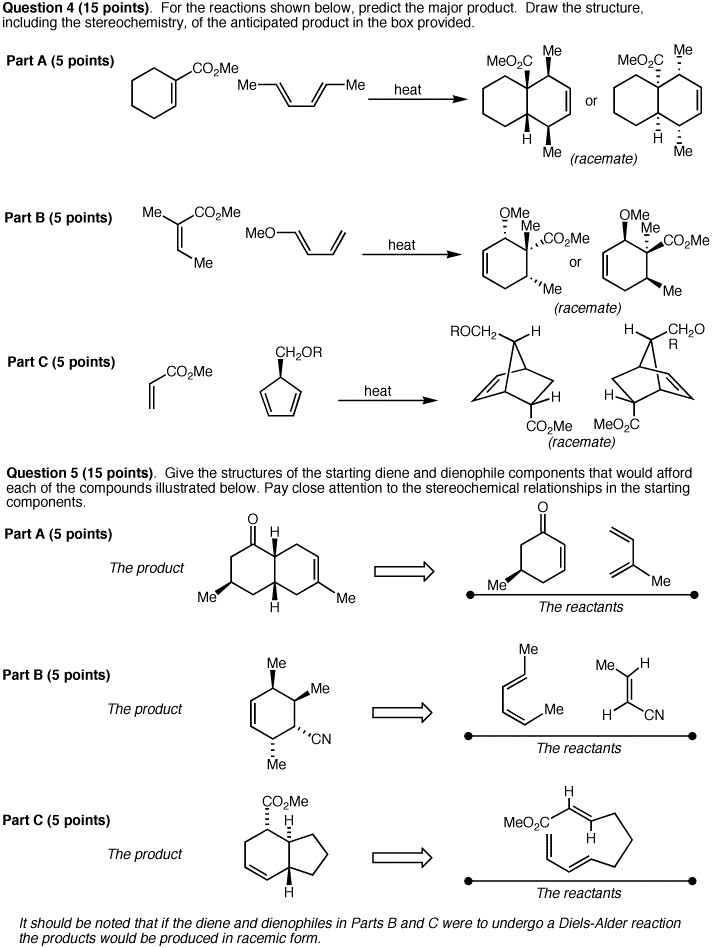 Question 4 (15 points). For the reactions shown below, predict the major product. Draw the structure,
including the stereochemistry, of the anticipated product in the box provided.
Part A (5 points)
CO₂Me
Me
Me
heat
MeO₂C
Me
H
Me
or
MeO₂C
Me
H
Me
(racemate)
Part B (5 points)
Me
CO₂Me
Me
MeO
heat
OMe
Me
CO₂Me
Me
or
OMe
Me
CO₂Me
Me
(racemate)
Part C (5 points)
CO₂Me
CH₂OR
heat
ROCH₂
H
H
CO₂Me
H
CH₂O
R
H
MeO₂C
(racemate)
Question 5 (15 points). Give the structures of the starting diene and dienophile components that would afford
each of the compounds illustrated below. Pay close attention to the stereochemical relationships in the starting
components.
Part A (5 points)
The product
O
H
Me
H
Me
O
Me
Me
The reactants
Part B (5 points)
The product
Me
Me
CN
Me
Me
Me
Me
H
H
CN
The reactants
Part C (5 points)
The product
CO₂Me
H
H
H
MeO₂C
H
The reactants
It should be noted that if the diene and dienophiles in Parts B and C were to undergo a Diels-Alder reaction
the products would be produced in racemic form.